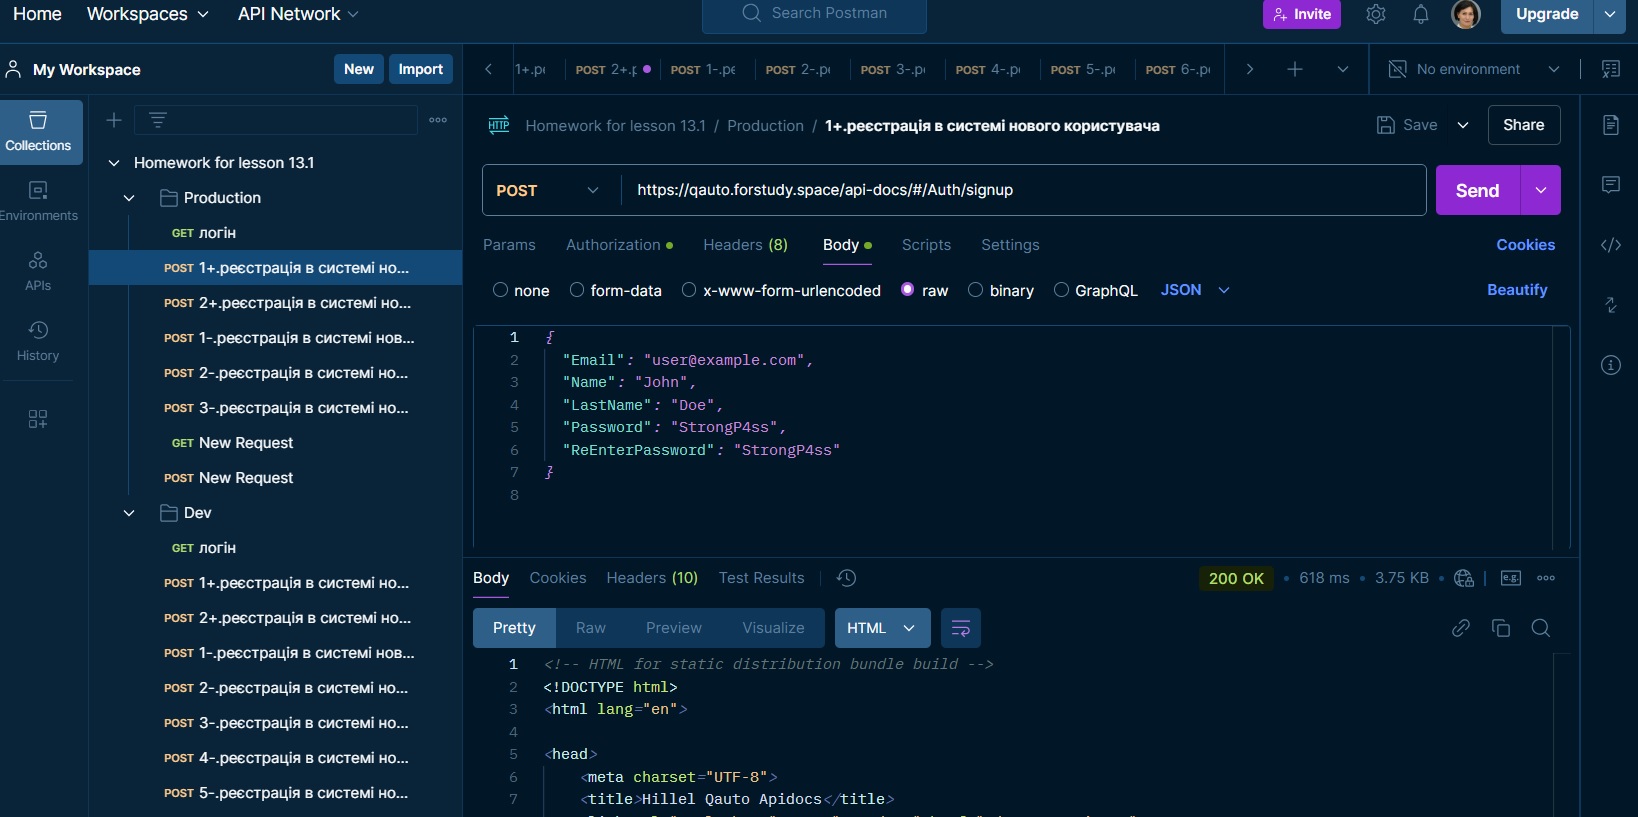 Home Workspaces API Network Search Postman Invite Upgrade
My Workspace New Import
1+.р POST 2+.р POST 1-.ре POST 2-.ре POST 3-.ре POST 4-.ре POST 5-.ре POST 6-.ре No environment
Collections
Environments
APIs
History
Homework for lesson 13.1
Production
GET логін
POST 1+.реєстрація в системі но...
POST 2+.реєстрація в системі но...
POST 1-.реєстрація в системі нов...
POST 2-.реєстрація в системі но...
POST 3-.реєстрація в системі но...
GET New Request
POST New Request
Dev
GET логін
POST 1+.реєстрація в системі но...
POST 2+.реєстрація в системі но...
POST 1-.реєстрація в системі нов...
POST 2-.реєстрація в системі но...
POST 3-.реєстрація в системі но...
POST 4-.реєстрація в системі но...
POST 5-.реєстрація в системі но...
HTTP Homework for lesson 13.1 / Production / 1+.реєстрація в системі нового користувача Save Share
POST https://qauto.forstudy.space/api-docs/#/Auth/signup Send
Params Authorization Headers (8) Body Scripts Settings Cookies
none form-data x-www-form-urlencoded raw binary GraphQL JSON Beautify
1 {
2 "Email": "user@example.com",
3 "Name": "John",
4 "LastName": "Doe",
5 "Password": "StrongP4ss",
6 "ReEnterPassword": "StrongP4ss"
7 }
8
Body Cookies Headers (10) Test Results 200 OK • 618 ms • 3.75 KB • e.g.
Pretty Raw Preview Visualize HTML
1 <!-- HTML for static distribution bundle build -->
2 <!DOCTYPE html>
3 <html lang="en">
4
5 <head>
6 <meta charset="UTF-8">
7 <title>Hillel Qauto Apidocs</title>